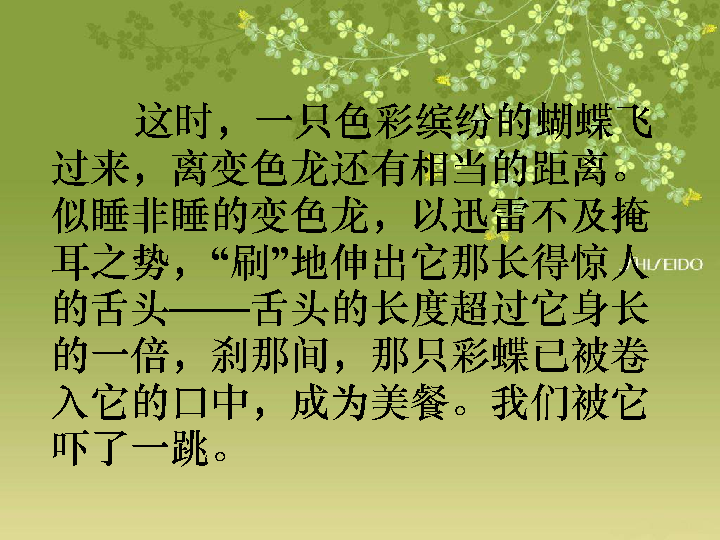 这时，一只色彩缤纷的蝴蝶飞
过来，离变色龙还有相当的距离。
似睡非睡的变色龙，以迅雷不及掩
耳之势，“刷”地伸出它那长得惊人
SHISEIDO
的舌头——舌头的长度超过它身长
的一倍，刹那间，那只彩蝶已被卷
入它的口中，成为美餐。我们被它
吓了一跳。